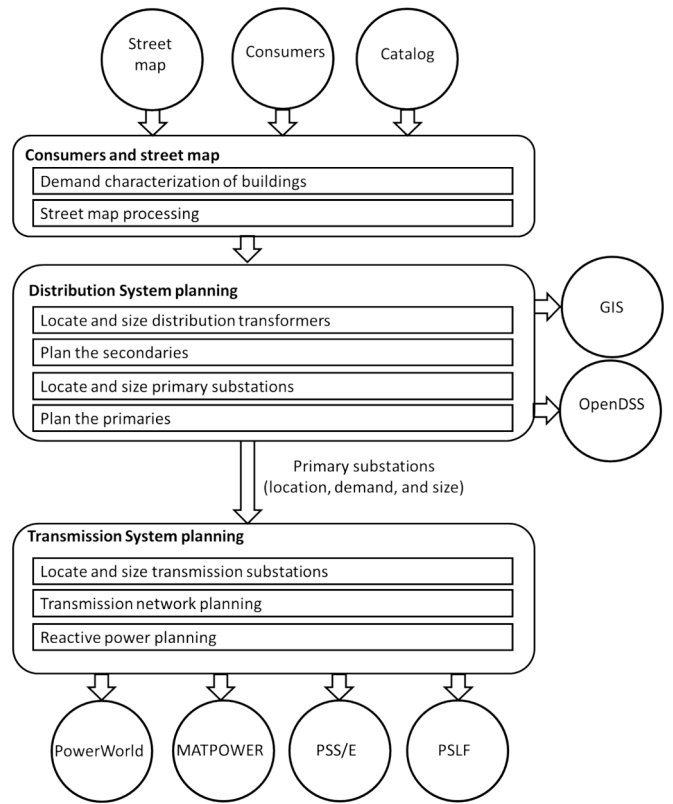 Street
map
Consumers
Catalog
Consumers and street map
Demand characterization of buildings
Street map processing
Distribution System planning
Locate and size distribution transformers
Plan the secondaries
Locate and size primary substations
Plan the primaries
GIS
OpenDSS
Primary substations
(location, demand, and size)
Transmission System planning
Locate and size transmission substations
Transmission network planning
Reactive power planning
PowerWorld
MATPOWER
PSS/E
PSLF